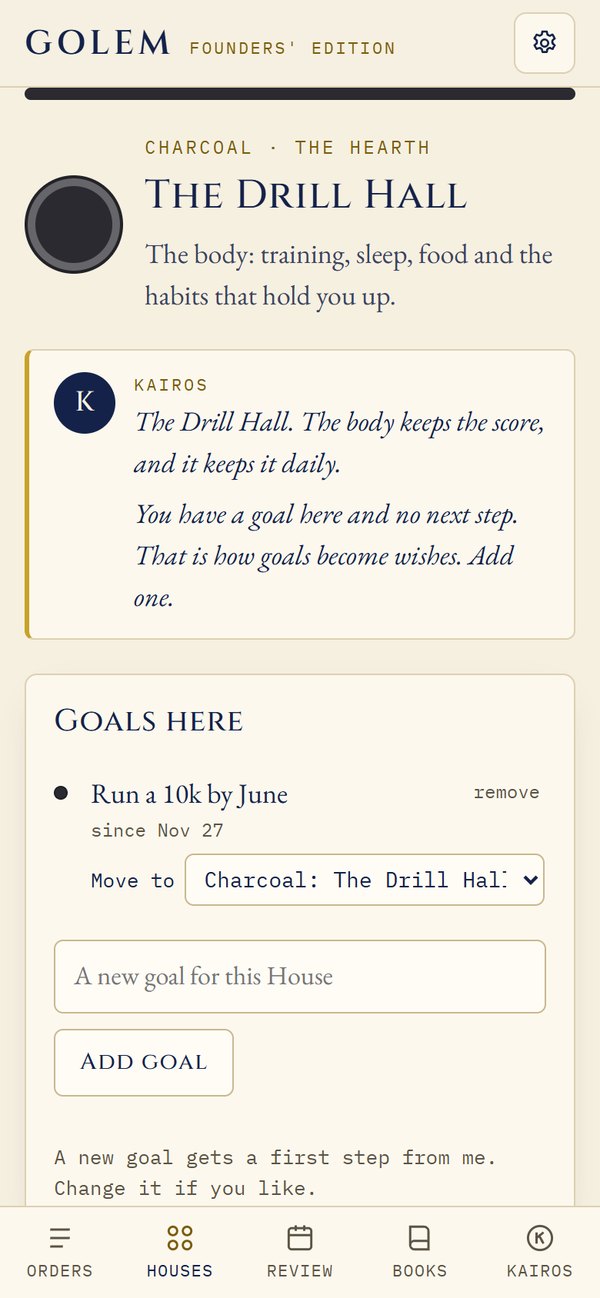 GOLEM FOUNDERS' EDITION
CHARCOAL · THE HEARTH
THE DRILL HALL
The body: training, sleep, food and the
habits that hold you up.
K
KAIROS
The Drill Hall. The body keeps the score,
and it keeps it daily.
You have a goal here and no next step.
That is how goals become wishes. Add
one.
GOALS HERE
Run a 10k by June
remove
since Nov 27
Move to
Charcoal: The Drill Hall
A new goal for this House
ADD GOAL
A new goal gets a first step from me.
Change it if you like.
ORDERS
HOUSES
REVIEW
BOOKS
K
KAIROS